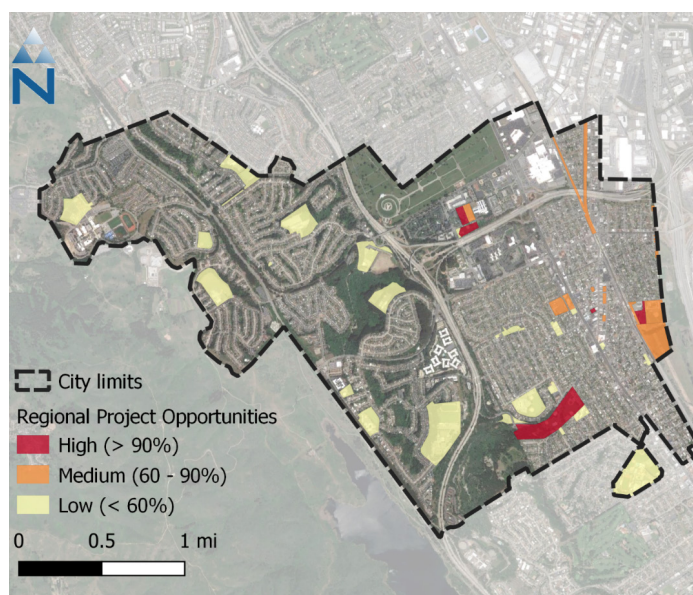 N
City limits
Regional Project Opportunities
High (> 90%)
Medium (60 - 90%)
Low (< 60%)
0 0.5 1 mi